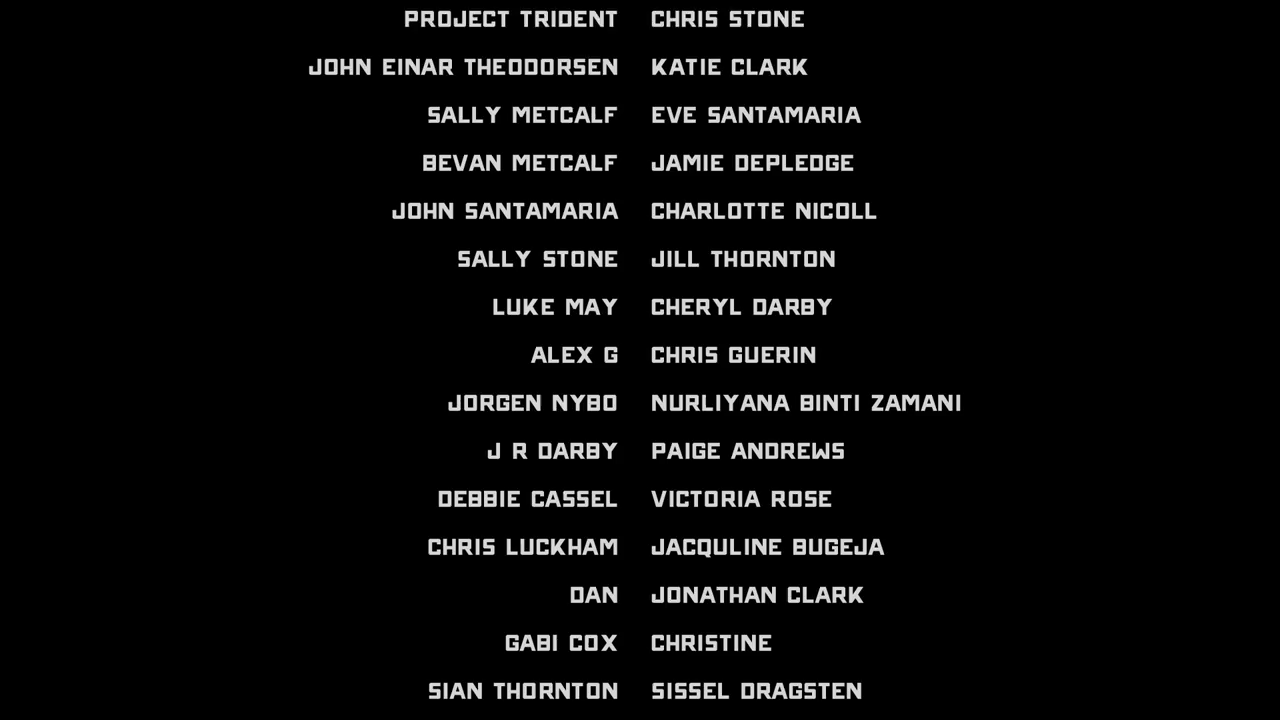 PROJECT TRIDENT CHRIS STONE
JOHN EINAR THEODORSEN KATIE CLARK
SALLY METCALF EVE SANTAMARIA
BEVAN METCALF JAMIE DEPLEDGE
JOHN SANTAMARIA CHARLOTTE NICOLL
SALLY STONE JILL THORNTON
LUKE MAY CHERYL DARBY
ALEX G CHRIS GUERIN
JORGEN NYBO NURLIYANA BINTI ZAMANI
J R DARBY PAIGE ANDREWS
DEBBIE CASSEL VICTORIA ROSE
CHRIS LUCKHAM JACQULINE BUGEJA
DAN JONATHAN CLARK
GABI COX CHRISTINE
SIAN THORNTON SISSEL DRAGSTEN